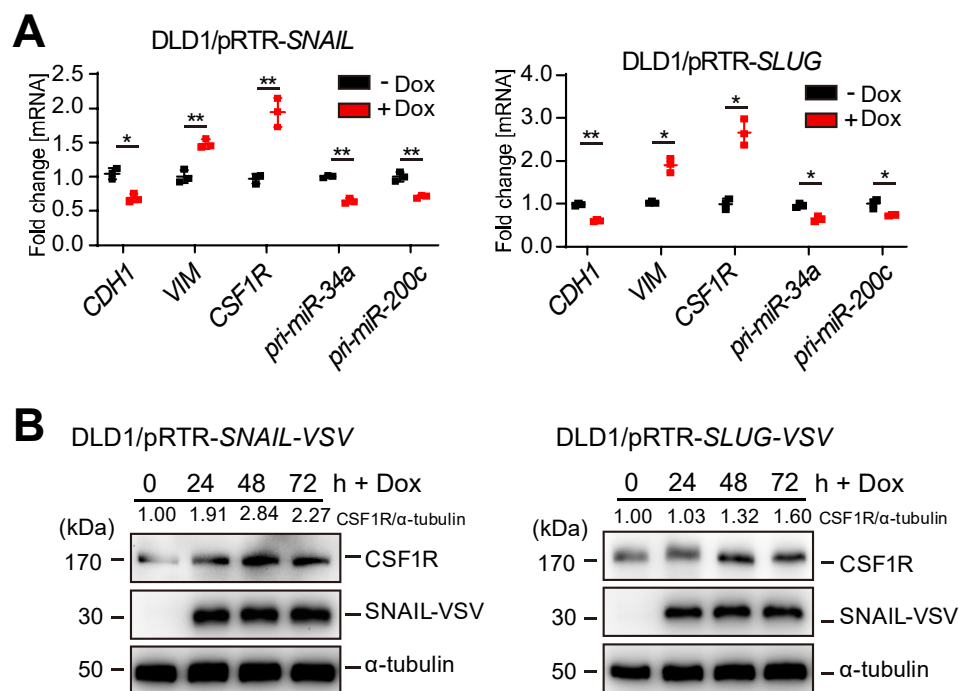 A
DLD1/pRTR-SNAIL
Fold change [mRNA]
2.5
2.0
1.5
1.0
0.5
0.0
- Dox
+ Dox
*
**
**
**
**
CDH1
VIM
CSF1R
pri-miR-34a
pri-miR-200c
DLD1/pRTR-SLUG
Fold change [mRNA]
4.0
3.0
2.0
1.0
0.0
- Dox
+ Dox
**
*
*
*
*
CDH1
VIM
CSF1R
pri-miR-34a
pri-miR-200c
B
DLD1/pRTR-SNAIL-VSV
0 24 48 72 h + Dox
1.00 1.91 2.84 2.27 CSF1R/α-tubulin
(kDa)
170 CSF1R
30 SNAIL-VSV
50 α-tubulin
DLD1/pRTR-SLUG-VSV
0 24 48 72 h + Dox
1.00 1.03 1.32 1.60 CSF1R/α-tubulin
(kDa)
170 CSF1R
30 SNAIL-VSV
50 α-tubulin